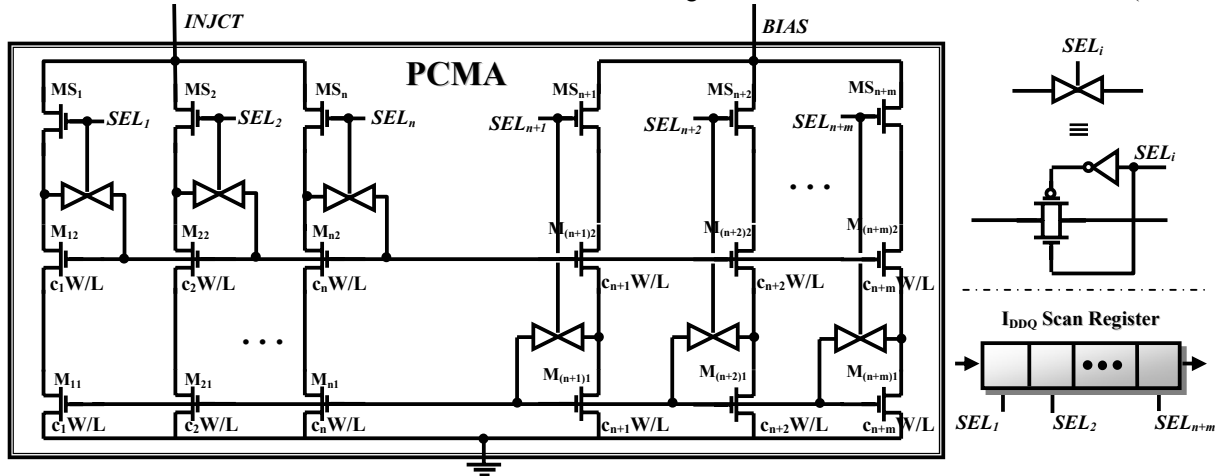 INJCT BIAS
PCMA
MS₁ MS₂ MSₙ MSₙ₊₁ MSₙ₊₂ MSₙ₊ₘ
SEL₁ SEL₂ SELₙ SELₙ₊₁ SELₙ₊₂ SELₙ₊ₘ
M₁₂ M₂₂ Mₙ₂ M₍ₙ₊₁₎₂ M₍ₙ₊₂₎₂ M₍ₙ₊ₘ₎₂
c₁W/L c₂W/L cₙW/L cₙ₊₁W/L cₙ₊₂W/L cₙ₊ₘW/L
M₁₁ M₂₁ Mₙ₁ M₍ₙ₊₁₎₁ M₍ₙ₊₂₎₁ M₍ₙ₊ₘ₎₁
c₁W/L c₂W/L cₙW/L cₙ₊₁W/L cₙ₊₂W/L cₙ₊ₘW/L
SELᵢ
≡
SELᵢ
I_DDQ Scan Register
SEL₁ SEL₂ SELₙ₊ₘ